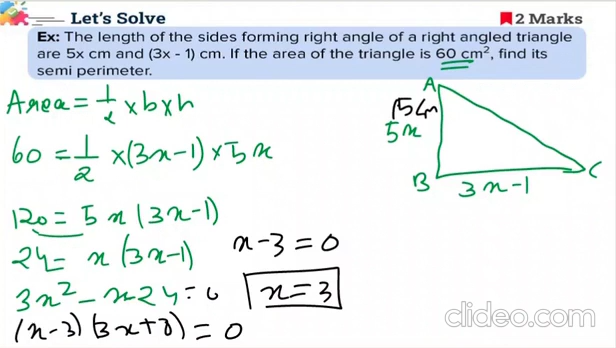 Let's Solve
2 Marks
Ex: The length of the sides forming right angle of a right angled triangle
are 5x cm and (3x - 1) cm. If the area of the triangle is 60 cm², find its
semi perimeter.
Area = 1/2 × b × h
60 = 1/2 × (3x-1) × 5x
120 = 5x (3x-1)
24 = x (3x-1)
3x² - x 24 = 0
(x-3) (3x+8) = 0
x-3 = 0
x = 3
A
15cm
5x
B
3x-1
C
clideo.com